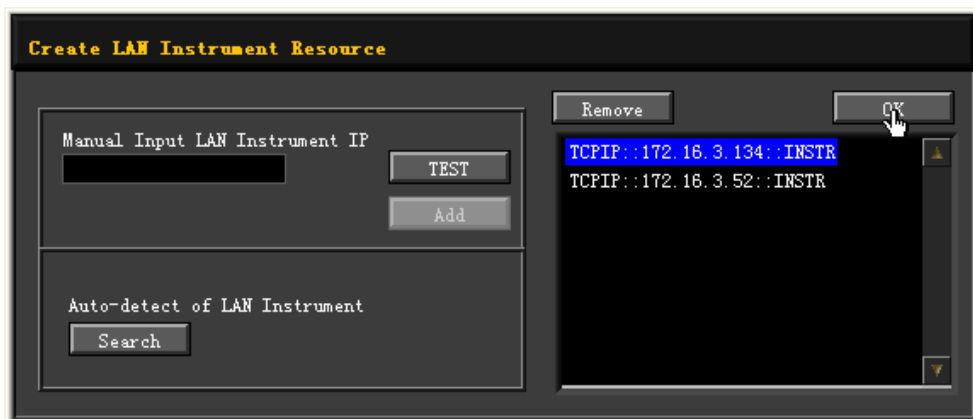 Create LAN Instrument Resource
Manual Input LAN Instrument IP
TEST
Add
Auto-detect of LAN Instrument
Search
Remove
OK
TCPIP::172.16.3.134::INSTR
TCPIP::172.16.3.52::INSTR